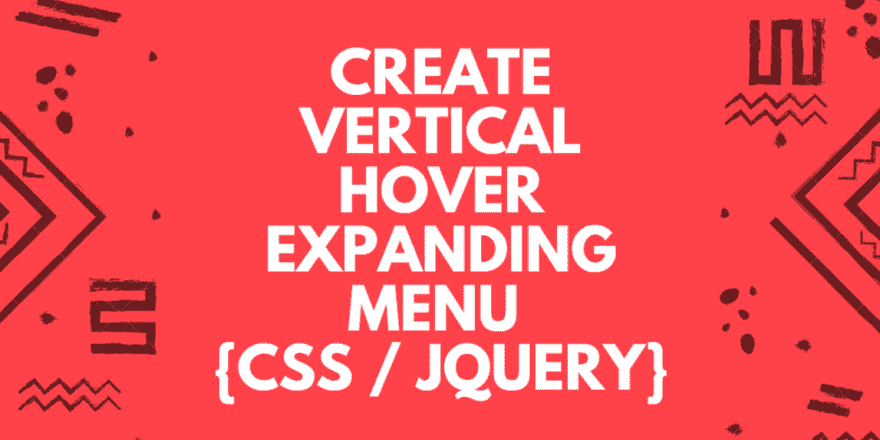 CREATE
VERTICAL
HOVER
EXPANDING
MENU
{CSS / JQUERY}